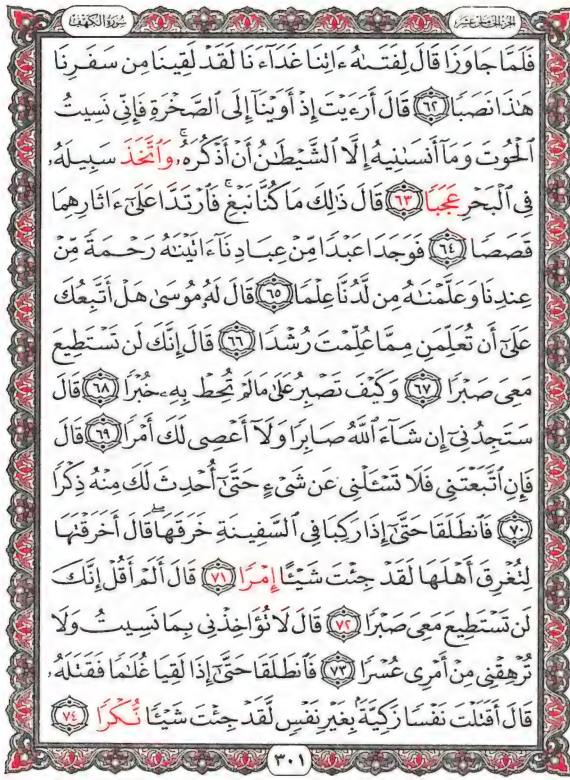 الجزء الخامس عشر سورة الكهف
فَلَمَّا جَاوَزَا قَالَ لِفَتَىٰهُ ءَاتِنَا غَدَآءَنَا لَقَدۡ لَقِينَا مِن سَفَرِنَا
هَٰذَا نَصَبٗا ٦٢ قَالَ أَرَءَيۡتَ إِذۡ أَوَيۡنَآ إِلَى ٱلصَّخۡرَةِ فَإِنِّي نَسِيتُ
ٱلۡحُوتَ وَمَآ أَنسَىٰنِيهُ إِلَّا ٱلشَّيۡطَٰنُ أَنۡ أَذۡكُرَهُۥۚ وَٱتَّخَذَ سَبِيلَهُۥ
فِي ٱلۡبَحۡرِ عَجَبٗا ٦٣ قَالَ ذَٰلِكَ مَا كُنَّا نَبۡغِۚ فَٱرۡتَدَّا عَلَىٰٓ ءَاثَارِهِمَا
قَصَصٗا ٦٤ فَوَجَدَا عَبۡدٗا مِّنۡ عِبَادِنَآ ءَاتَيۡنَٰهُ رَحۡمَةٗ مِّنۡ
عِندِنَا وَعَلَّمۡنَٰهُ مِن لَّدُنَّا عِلۡمٗا ٦٥ قَالَ لَهُۥ مُوسَىٰ هَلۡ أَتَّبِعُكَ
عَلَىٰٓ أَن تُعَلِّمَنِ مِمَّا عُلِّمۡتَ رُشۡدٗا ٦٦ قَالَ إِنَّكَ لَن تَسۡتَطِيعَ
مَعِيَ صَبۡرٗا ٦٧ وَكَيۡفَ تَصۡبِرُ عَلَىٰ مَا لَمۡ تُحِطۡ بِهِۦ خُبۡرٗا ٦٨ قَالَ
سَتَجِدُنِيٓ إِن شَآءَ ٱللَّهُ صَابِرٗا وَلَآ أَعۡصِي لَكَ أَمۡرٗا ٦٩ قَالَ
فَإِنِ ٱتَّبَعۡتَنِي فَلَا تَسۡـَٔلۡنِي عَن شَيۡءٍ حَتَّىٰٓ أُحۡدِثَ لَكَ مِنۡهُ ذِكۡرٗا
٧٠ فَٱنطَلَقَا حَتَّىٰٓ إِذَا رَكِبَا فِي ٱلسَّفِينَةِ خَرَقَهَاۖ قَالَ أَخَرَقۡتَهَا
لِتُغۡرِقَ أَهۡلَهَا لَقَدۡ جِئۡتَ شَيۡـًٔا إِمۡرٗا ٧١ قَالَ أَلَمۡ أَقُلۡ إِنَّكَ
لَن تَسۡتَطِيعَ مَعِيَ صَبۡرٗا ٧٢ قَالَ لَا تُؤَاخِذۡنِي بِمَا نَسِيتُ وَلَا
تُرۡهِقۡنِي مِنۡ أَمۡرِي عُسۡرٗا ٧٣ فَٱنطَلَقَا حَتَّىٰٓ إِذَا لَقِيَا غُلَٰمٗا فَقَتَلَهُۥ
قَالَ أَقَتَلۡتَ نَفۡسٗا زَكِيَّةَۢ بِغَيۡرِ نَفۡسٖ لَّقَدۡ جِئۡتَ شَيۡـٔٗا نُّكۡرٗا ٧٤
٣٠١